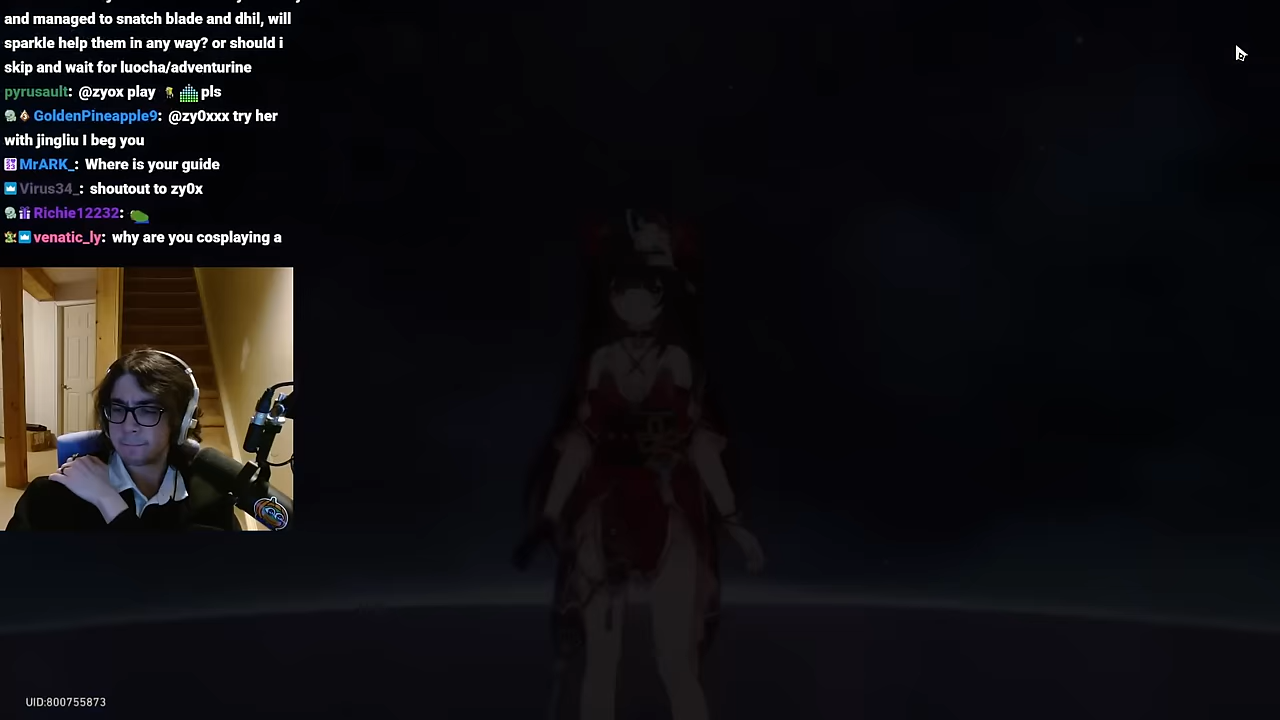 and managed to snatch blade and dhil, will
sparkle help them in any way? or should i
skip and wait for luocha/adventurine
pyrusault: @zyox play pls
GoldenPineapple9: @zy0xxx try her
with jingliu I beg you
MrARK_: Where is your guide
Virus34_: shoutout to zy0x
Richie12232:
venatic_ly: why are you cosplaying a
UID:800755873